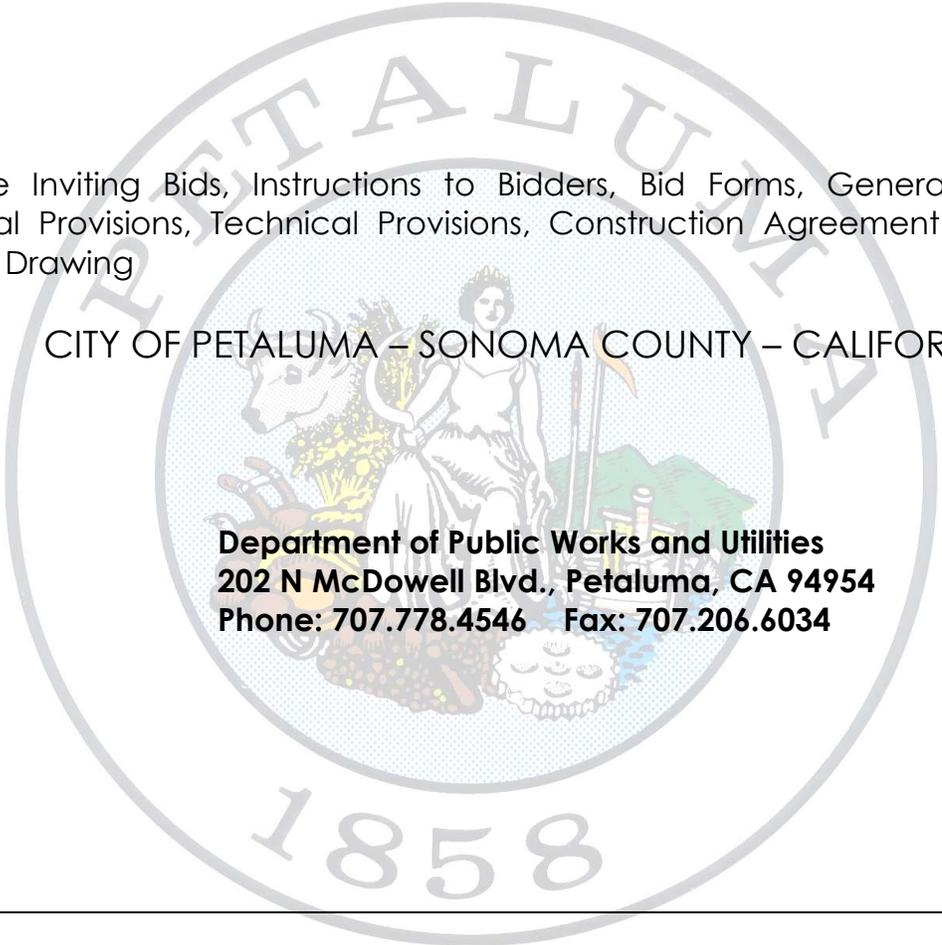 PETALUMA
e Inviting Bids, Instructions to Bidders, Bid Forms, Genera
al Provisions, Technical Provisions, Construction Agreement
Drawing
CITY OF PETALUMA – SONOMA COUNTY – CALIFOR
Department of Public Works and Utilities
202 N McDowell Blvd., Petaluma, CA 94954
Phone: 707.778.4546 Fax: 707.206.6034
1858